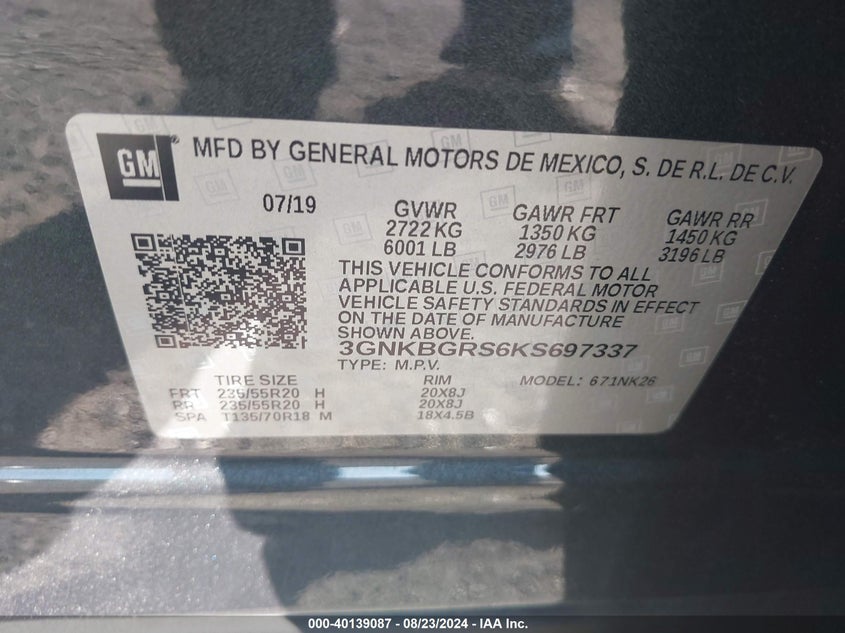 GM
MFD BY GENERAL MOTORS DE MEXICO, S. DE R.L. DE C.V.
07/19 GVWR GAWR FRT GAWR RR
2722 KG 1350 KG 1450 KG
6001 LB 2976 LB 3196 LB
THIS VEHICLE CONFORMS TO ALL
APPLICABLE U.S. FEDERAL MOTOR
VEHICLE SAFETY STANDARDS IN EFFECT
ON THE DATE OF MANUFACTURE
SHOWN ABOVE.
3GNKBGRS6KS697337
TYPE: M.P.V. MODEL: 671NK26
TIRE SIZE RIM
FRT 235/55R20 H 20X8J
RR 235/55R20 H 20X8J
SPA T135/70R18 M 18X4.5B
000-40139087 - 08/23/2024 - IAA Inc.